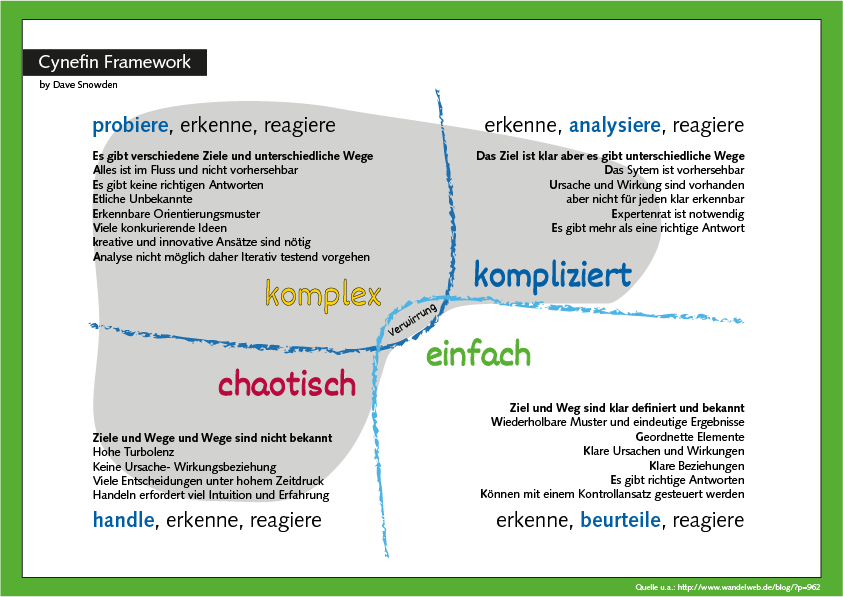 Cynefin Framework
by Dave Snowden
probiere, erkenne, reagiere
Es gibt verschiedene Ziele und unterschiedliche Wege
Alles ist im Fluss und nicht vorhersehbar
Es gibt keine richtigen Antworten
Etliche Unbekannte
Erkennbare Orientierungsmuster
Viele konkurierende Ideen
kreative und innovative Ansätze sind nötig
Analyse nicht möglich daher Iterativ testend vorgehen
komplex
erkenne, analysiere, reagiere
Das Ziel ist klar aber es gibt unterschiedliche Wege
Das Sytem ist vorhersehbar
Ursache und Wirkung sind vorhanden
aber nicht für jeden klar erkennbar
Expertenrat ist notwendig
Es gibt mehr als eine richtige Antwort
kompliziert
Verwirrung
chaotisch
Ziele und Wege und Wege sind nicht bekannt
Hohe Turbolenz
Keine Ursache- Wirkungsbeziehung
Viele Entscheidungen unter hohem Zeitdruck
Handeln erfordert viel Intuition und Erfahrung
handle, erkenne, reagiere
einfach
Ziel und Weg sind klar definiert und bekannt
Wiederholbare Muster und eindeutige Ergebnisse
Geordnette Elemente
Klare Ursachen und Wirkungen
Klare Beziehungen
Es gibt richtige Antworten
Können mit einem Kontrollansatz gesteuert werden
erkenne, beurteile, reagiere
Quelle u.a.: http://www.wandelweb.de/blog/?p=962